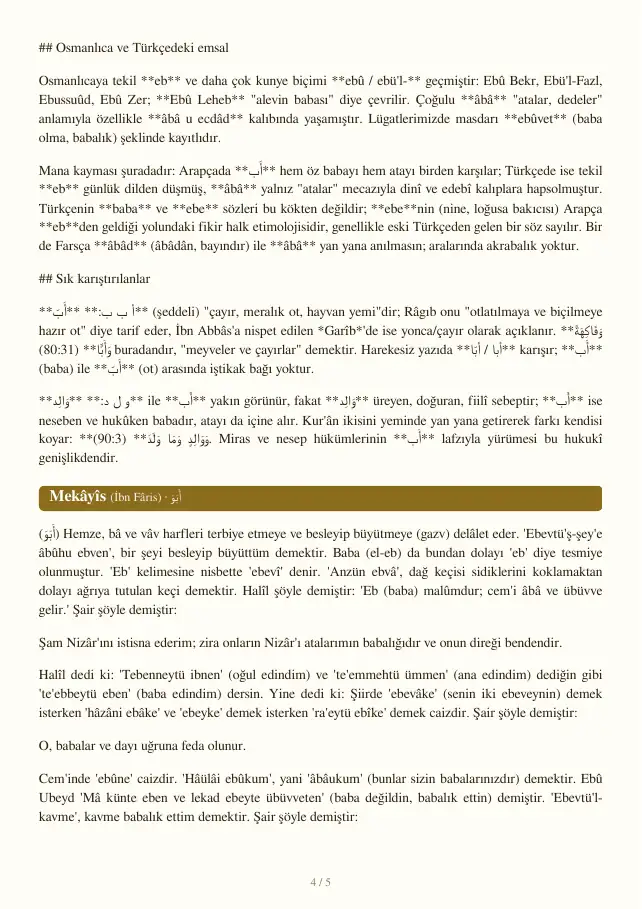 ## Osmanlıca ve Türkçedeki emsal
Osmanlıcaya tekil **eb** ve daha çok kunye biçimi **ebû / ebü'l-** geçmiştir: Ebû Bekr, Ebü'l-Fazl,
Ebussuûd, Ebû Zer; **Ebû Leheb** "alevin babası" diye çevrilir. Çoğulu **âbâ** "atalar, dedeler"
anlamıyla özellikle **âbâ u ecdâd** kalıbında yaşamıştır. Lügatlerimizde masdarı **ebûvet** (baba
olma, babalık) şeklinde kayıtlıdır.
Mana kayması şuradadır: Arapçada **أَب** hem öz babayı hem atayı birden karşılar; Türkçede ise tekil
**eb** günlük dilden düşmüş, **âbâ** yalnız "atalar" mecazıyla dinî ve edebî kalıplara hapsolmuştur.
Türkçenin **baba** ve **ebe** sözleri bu kökten değildir; **ebe**nin (nine, loğusa bakıcısı) Arapça
**eb**den geldiği yolundaki fikir halk etimolojisidir, genellikle eski Türkçeden gelen bir söz sayılır. Bir
de Farsça **âbâd** (âbâdân, bayındır) ile **âbâ** yan yana anılmasın; aralarında akrabalık yoktur.
## Sık karıştırılanlar
**أَبّ** **أ ب ب:** (şeddeli) "çayır, meralık ot, hayvan yemi"dir; Râgıb onu "otlatılmaya ve biçilmeye
hazır ot" diye tarif eder, İbn Abbâs'a nispet edilen *Garîb*'de ise yonca/çayır olarak açıklanır. **وَفَاكِهَةً
وَأَبًّا** (80:31) buradandır, "meyveler ve çayırlar" demektir. Harekesiz yazıda **أبا / أبّا** karışır; **أَب**
(baba) ile **أَبّ** (ot) arasında iştikak bağı yoktur.
**وَالِد** **و ل د:** ile **أب** yakın görünür, fakat **وَالِد** üreyen, doğuran, fiilî sebeptir; **أب** ise
neseben ve hukûken babadır, atayı da içine alır. Kur'ân ikisini yeminde yan yana getirerek farkı kendisi
koyar: **وَوَالِدٍ وَمَا وَلَدَ** (90:3). Miras ve nesep hükümlerinin **أَب** lafzıyla yürümesi bu hukukî
genişlikdendir.
Mekâyîs (İbn Fâris) · أَبَوَ
(أَبَوَ) Hemze, bâ ve vâv harfleri terbiye etmeye ve besleyip büyütmeye (gazv) delâlet eder. 'Ebevtü'ş-şey'e
âbûhu ebven', bir şeyi besleyip büyüttüm demektir. Baba (el-eb) da bundan dolayı 'eb' diye tesmiye
olunmuştur. 'Eb' kelimesine nisbette 'ebevî' denir. 'Anzün ebvâ', dağ keçisi sidiklerini koklamaktan
dolayı ağrıya tutulan keçi demektir. Halîl şöyle demiştir: 'Eb (baba) malûmdur; cem'i âbâ ve übüvve
gelir.' Şair şöyle demiştir:
Şam Nizâr'ını istisna ederim; zira onların Nizâr'ı atalarımın babalığıdır ve onun direği bendendir.
Halîl dedi ki: 'Tebenneytü ibnen' (oğul edindim) ve 'te'emmehtü ümmen' (ana edindim) dediğin gibi
'te'ebbeytü eben' (baba edindim) dersin. Yine dedi ki: Şiirde 'ebevâke' (senin iki ebeveynin) demek
isterken 'hâzâni ebâke' ve 'ebeyke' demek isterken 'ra'eytü ebîke' demek caizdir. Şair şöyle demiştir:
O, babalar ve dayı uğruna feda olunur.
Cem'inde 'ebûne' caizdir. 'Hâülâi ebûkum', yani 'âbâukum' (bunlar sizin babalarınızdır) demektir. Ebû
Ubeyd 'Mâ künte eben ve lekad ebeyte übüvveten' (baba değildin, babalık ettin) demiştir. 'Ebevtü'l-
kavme', kavme babalık ettim demektir. Şair şöyle demiştir:
4 / 5